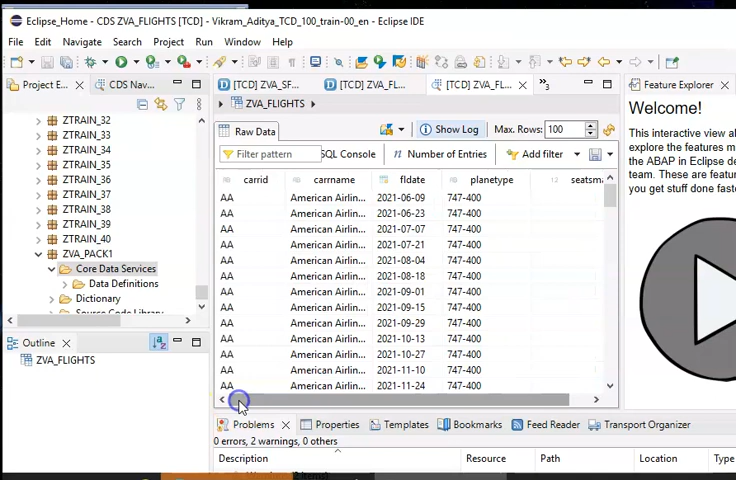 Eclipse_Home - CDS ZVA_FLIGHTS [TCD] - Vikram_Aditya_TCD_100_train-00_en - Eclipse IDE
File Edit Navigate Search Project Run Window Help
Project E... CDS Nav...
[TCD] ZVA_SF... [TCD] ZVA_FL... [TCD] ZVA_FL... »3
Feature Explorer
ZVA_FLIGHTS
Raw Data Show Log Max. Rows: 100
Filter pattern SQL Console Number of Entries Add filter
carrid carrname fldate planetype 12 seatsma
AA American Airlin... 2021-06-09 747-400
AA American Airlin... 2021-06-23 747-400
AA American Airlin... 2021-07-07 747-400
AA American Airlin... 2021-07-21 747-400
AA American Airlin... 2021-08-04 747-400
AA American Airlin... 2021-08-18 747-400
AA American Airlin... 2021-09-01 747-400
AA American Airlin... 2021-09-15 747-400
AA American Airlin... 2021-09-29 747-400
AA American Airlin... 2021-10-13 747-400
AA American Airlin... 2021-10-27 747-400
AA American Airlin... 2021-11-10 747-400
AA American Airlin... 2021-11-24 747-400
ZTRAIN_32
ZTRAIN_33
ZTRAIN_34
ZTRAIN_35
ZTRAIN_36
ZTRAIN_37
ZTRAIN_38
ZTRAIN_39
ZTRAIN_40
ZVA_PACK1
Core Data Services
Data Definitions
Dictionary
Source Code Library
Outline
ZVA_FLIGHTS
Welcome!
This interactive view al
explore the features m
the ABAP in Eclipse de
team. These are featur
you get stuff done fast
Problems Properties Templates Bookmarks Feed Reader Transport Organizer
0 errors, 2 warnings, 0 others
Description Resource Path Location Type